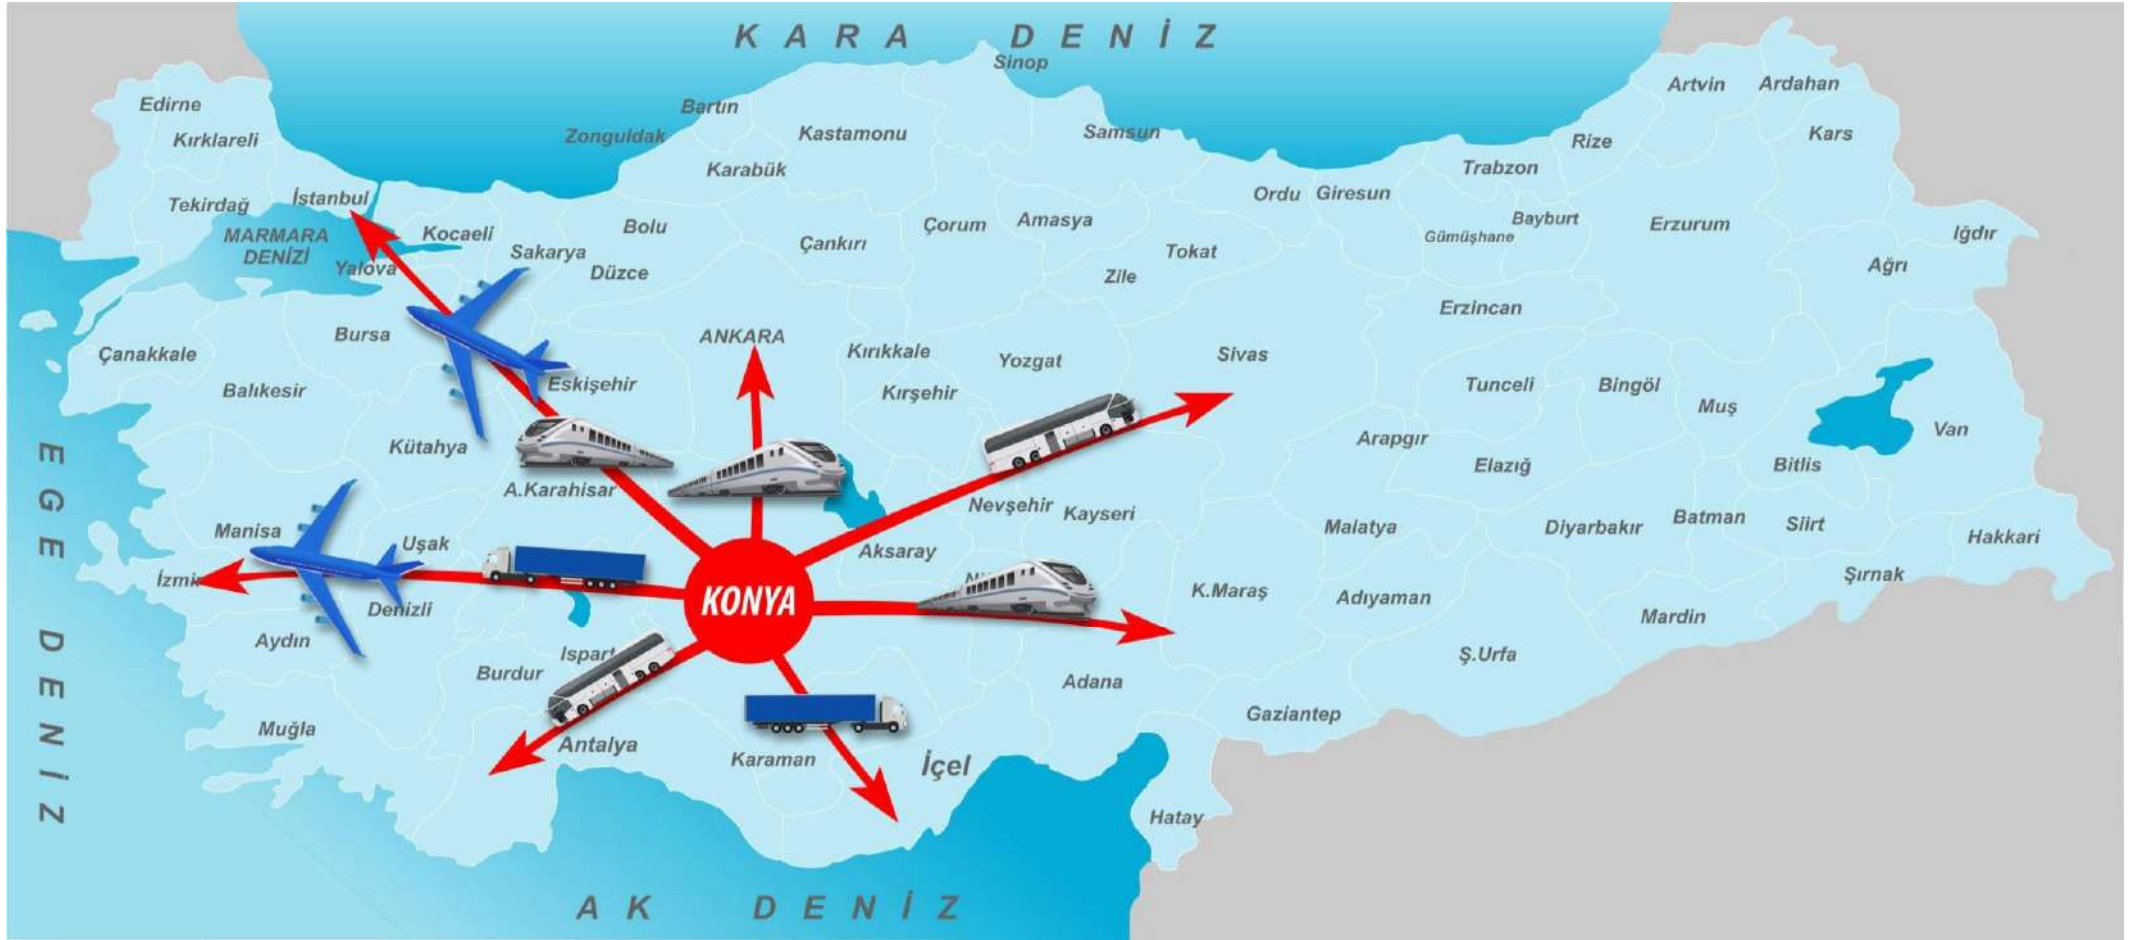 KARA DENİZ
Sinop
Artvin
Ardahan
Edirne
Bartın
Kırklareli
Zonguldak
Kastamonu
Samsun
Rize
Kars
Karabük
Trabzon
Tekirdağ
İstanbul
Ordu
Giresun
MARMARA
DENİZİ
Kocaeli
Bolu
Çorum
Amasya
Bayburt
Erzurum
Gümüşhane
Iğdır
Sakarya
Çankırı
Tokat
Yalova
Düzce
Zile
Ağrı
Bursa
ANKARA
Erzincan
Çanakkale
Kırıkkale
Yozgat
Sivas
Balıkesir
Eskişehir
Kırşehir
Tunceli
Bingöl
Muş
Kütahya
Arapgır
Van
EGE DENİZ
A.Karahisar
Elazığ
Bitlis
Manisa
Uşak
Nevşehir
Kayseri
Malatya
Diyarbakır
Batman
Siirt
Hakkari
Aksaray
İzmir
Denizli
KONYA
K.Maraş
Adıyaman
Şırnak
Aydın
Mardin
Ispart
Burdur
Ş.Urfa
Adana
Muğla
Antalya
Karaman
İçel
Gaziantep
Hatay
AK DENİZ